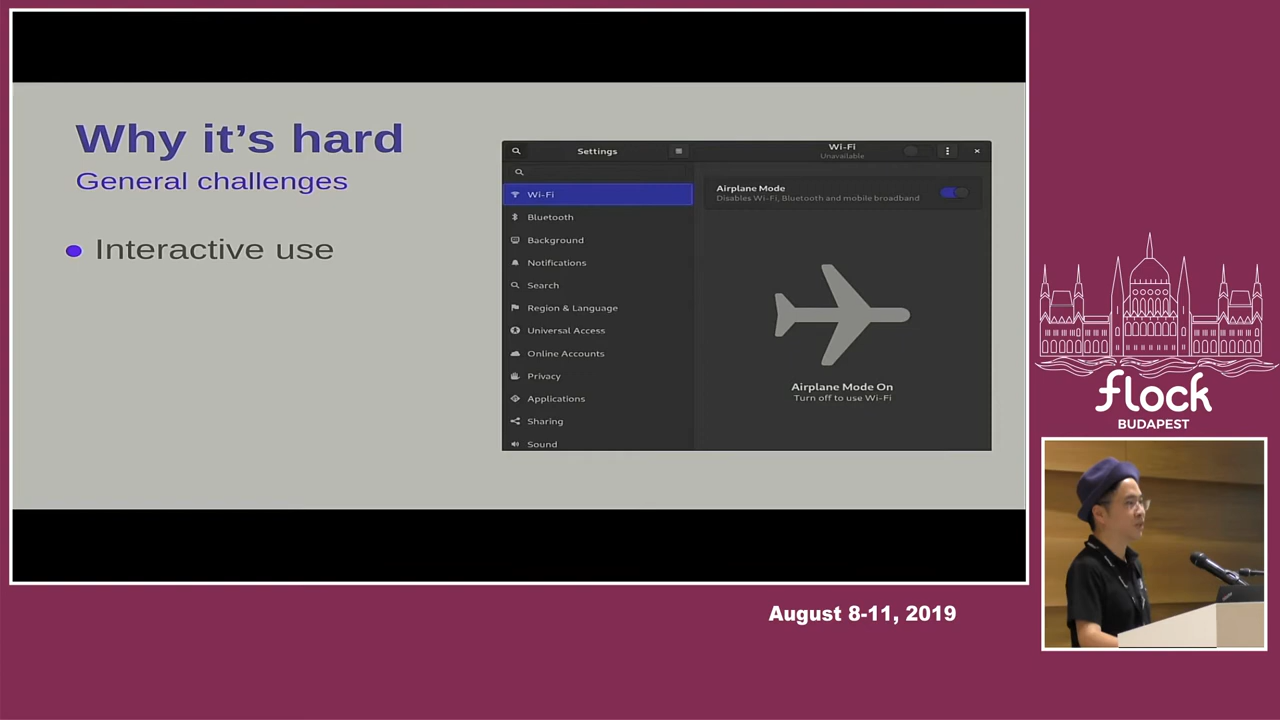 Why it's hard
General challenges
Interactive use
Settings
Wi-Fi
Unavailable
Wi-Fi
Bluetooth
Background
Notifications
Search
Region & Language
Universal Access
Online Accounts
Privacy
Applications
Sharing
Sound
Airplane Mode
Disables Wi-Fi, Bluetooth and mobile broadband
Airplane Mode On
Turn off to use Wi-Fi
flock
BUDAPEST
August 8-11, 2019